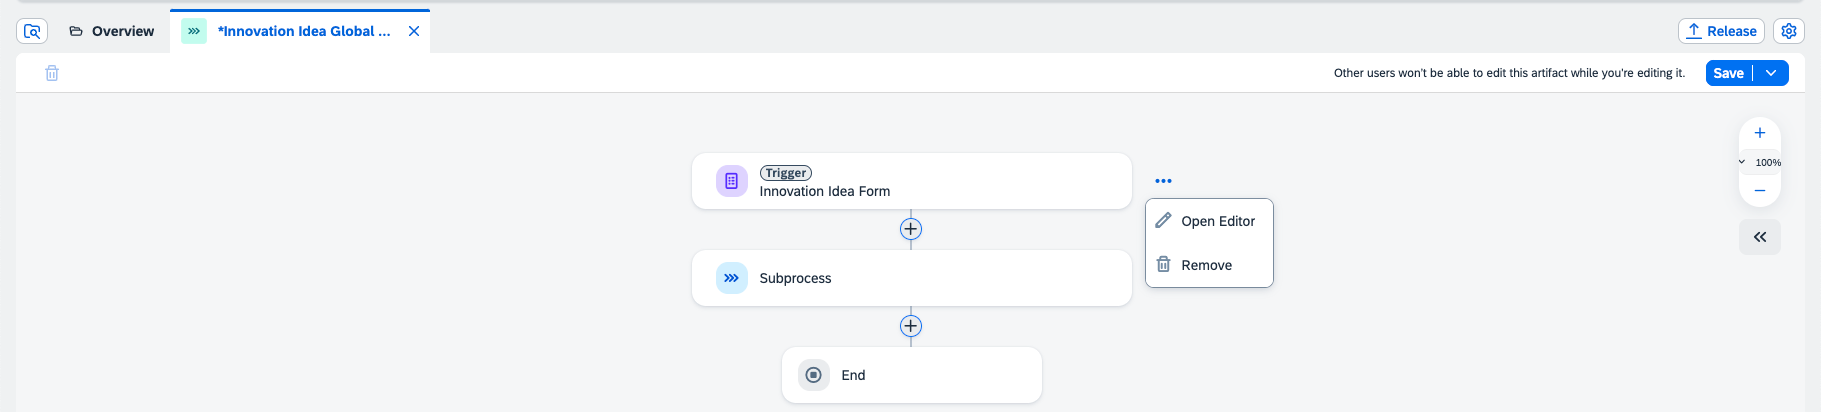 Overview
*Innovation Idea Global ...
Release
Other users won't be able to edit this artifact while you're editing it.
Save
Trigger
Innovation Idea Form
Open Editor
Remove
100%
Subprocess
End